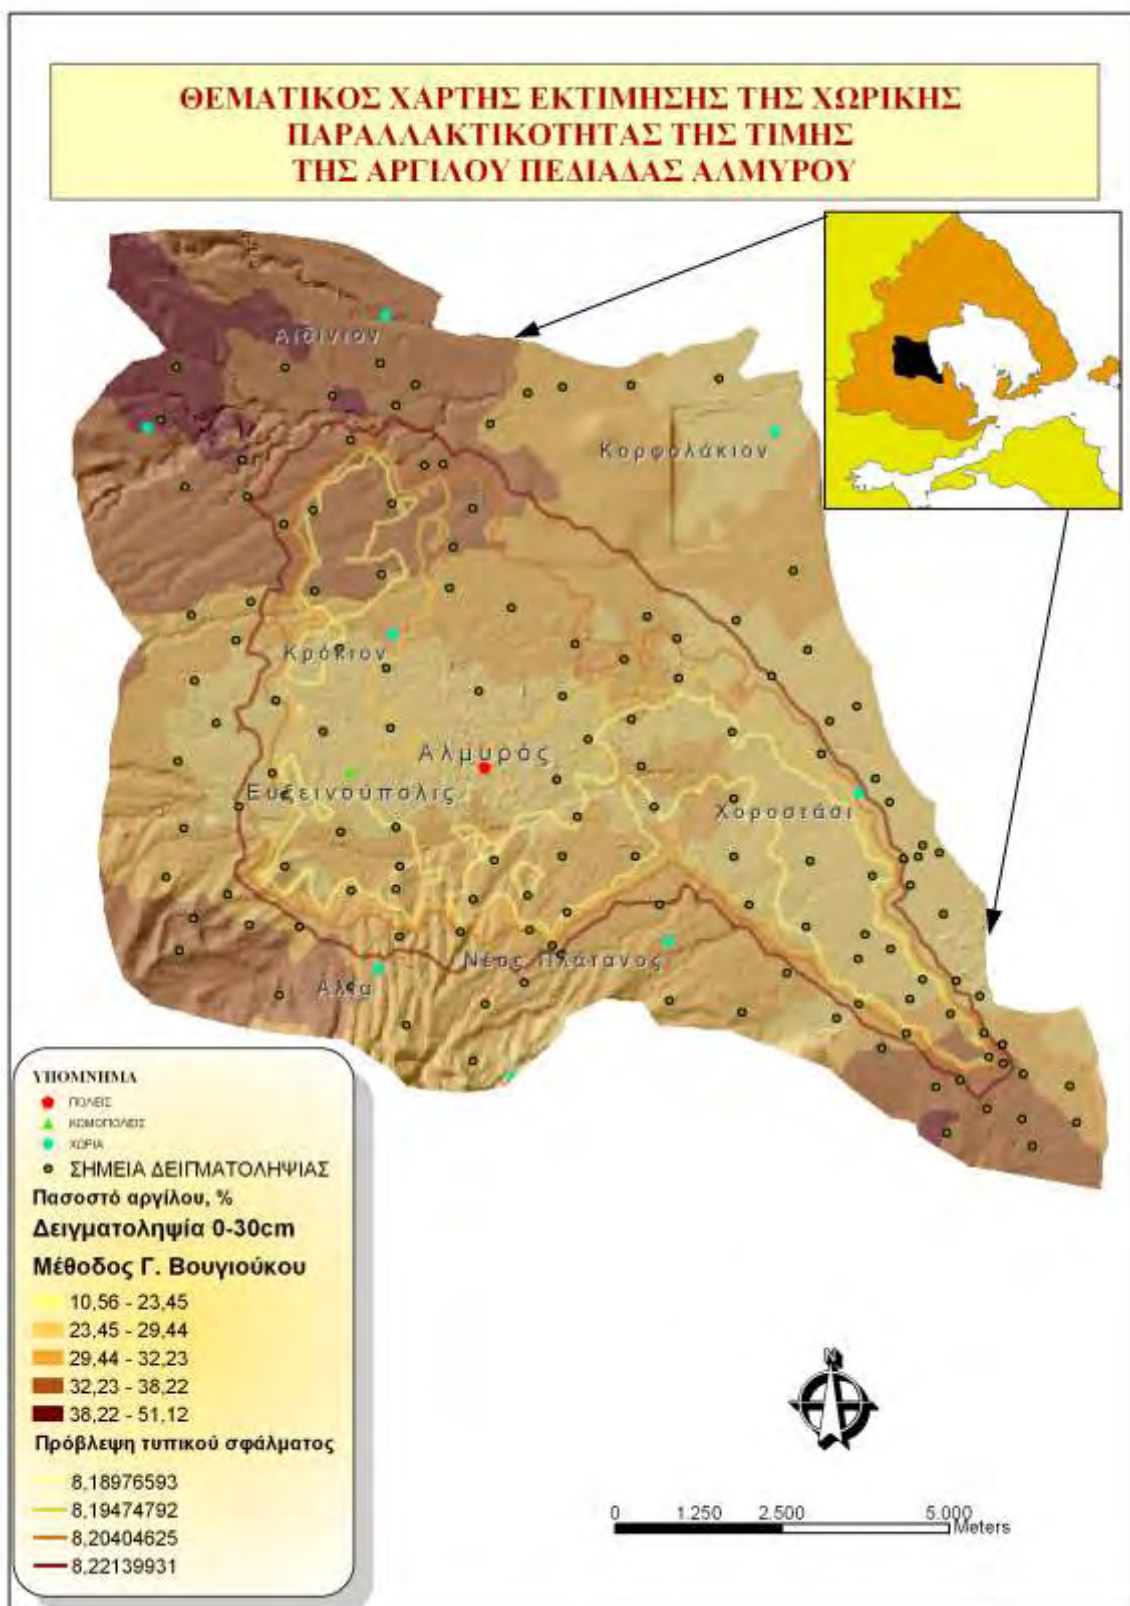 ΘΕΜΑΤΙΚΟΣ ΧΑΡΤΗΣ ΕΚΤΙΜΗΣΗΣ ΤΗΣ ΧΩΡΙΚΗΣ
ΠΑΡΑΛΛΑΚΤΙΚΟΤΗΤΑΣ ΤΗΣ ΤΙΜΗΣ
ΤΗΣ ΑΡΓΙΛΟΥ ΠΕΔΙΑΔΑΣ ΑΛΜΥΡΟΥ
Αϊδίνιον
Κορφολάκιον
Κρόκιον
Αλμυρός
Ευξεινούπολις
Χοροστάσι
Νέος Πλάτανος
ΥΠΟΜΝΗΜΑ
ΠΟΛΕΙΣ
ΚΩΜΟΠΟΛΕΙΣ
ΧΩΡΙΑ
ΣΗΜΕΙΑ ΔΕΙΓΜΑΤΟΛΗΨΙΑΣ
Πασοστό αργίλου, %
Δειγματοληψία 0-30cm
Μέθοδος Γ. Βουγιούκου
10,56 - 23,45
23,45 - 29,44
29,44 - 32,23
32,23 - 38,22
38,22 - 51,12
Πρόβλεψη τυπικού σφάλματος
8,18976593
8,19474792
8,20404625
8,22139931
N
0 1.250 2.500 5.000
Meters